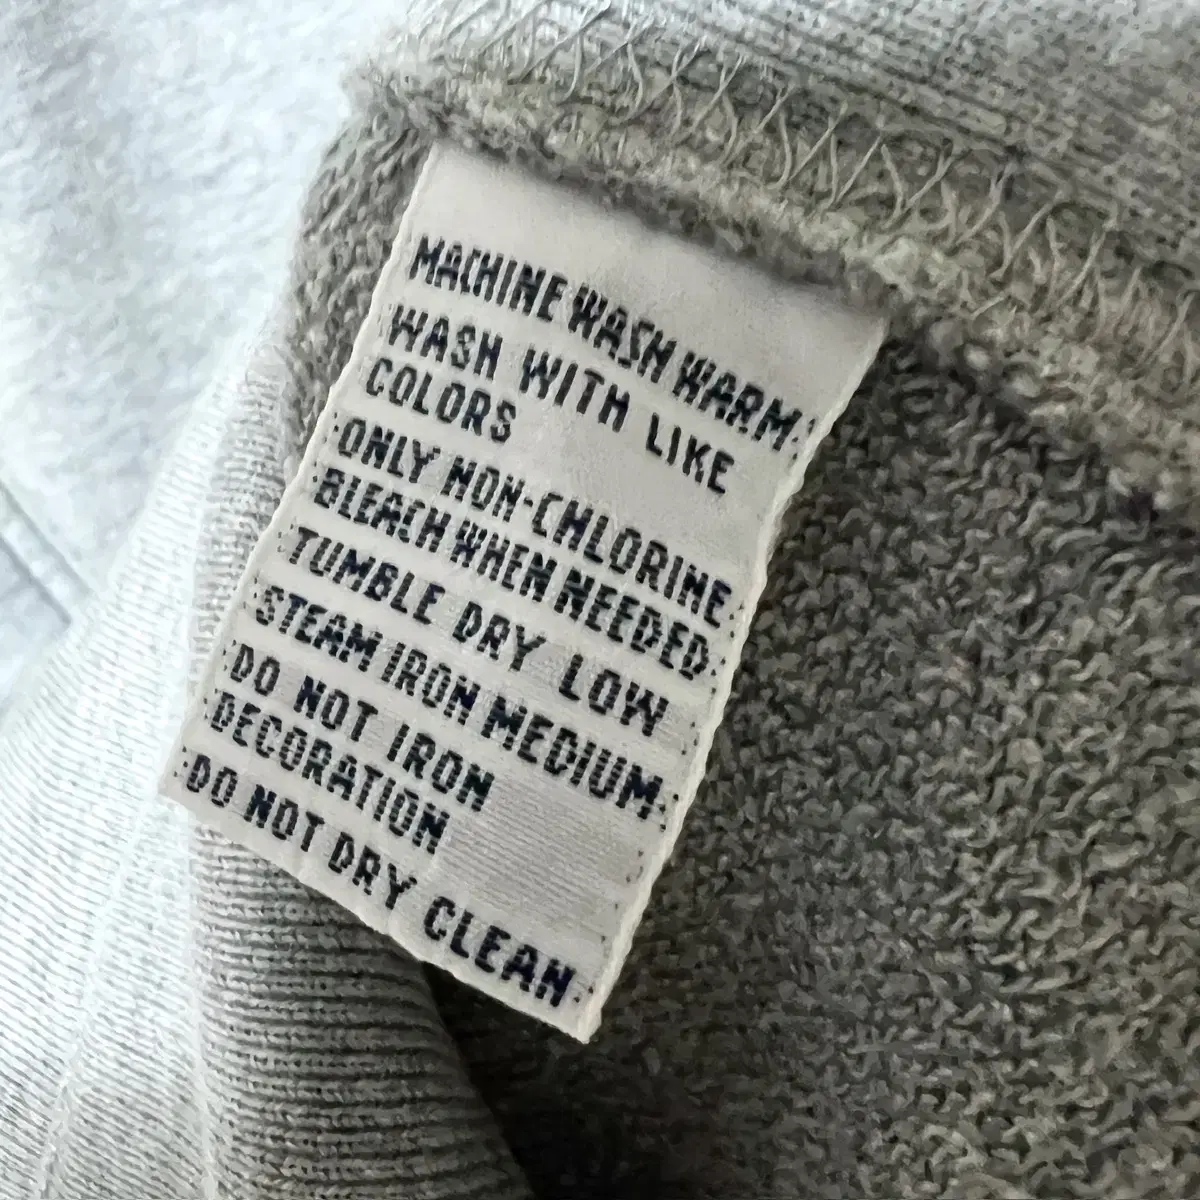 MACHINE WASH WARM
WASH WITH LIKE
COLORS
ONLY NON-CHLORINE
BLEACH WHEN NEEDED
TUMBLE DRY LOW
STEAM IRON MEDIUM
DO NOT IRON
DECORATION
DO NOT DRY CLEAN